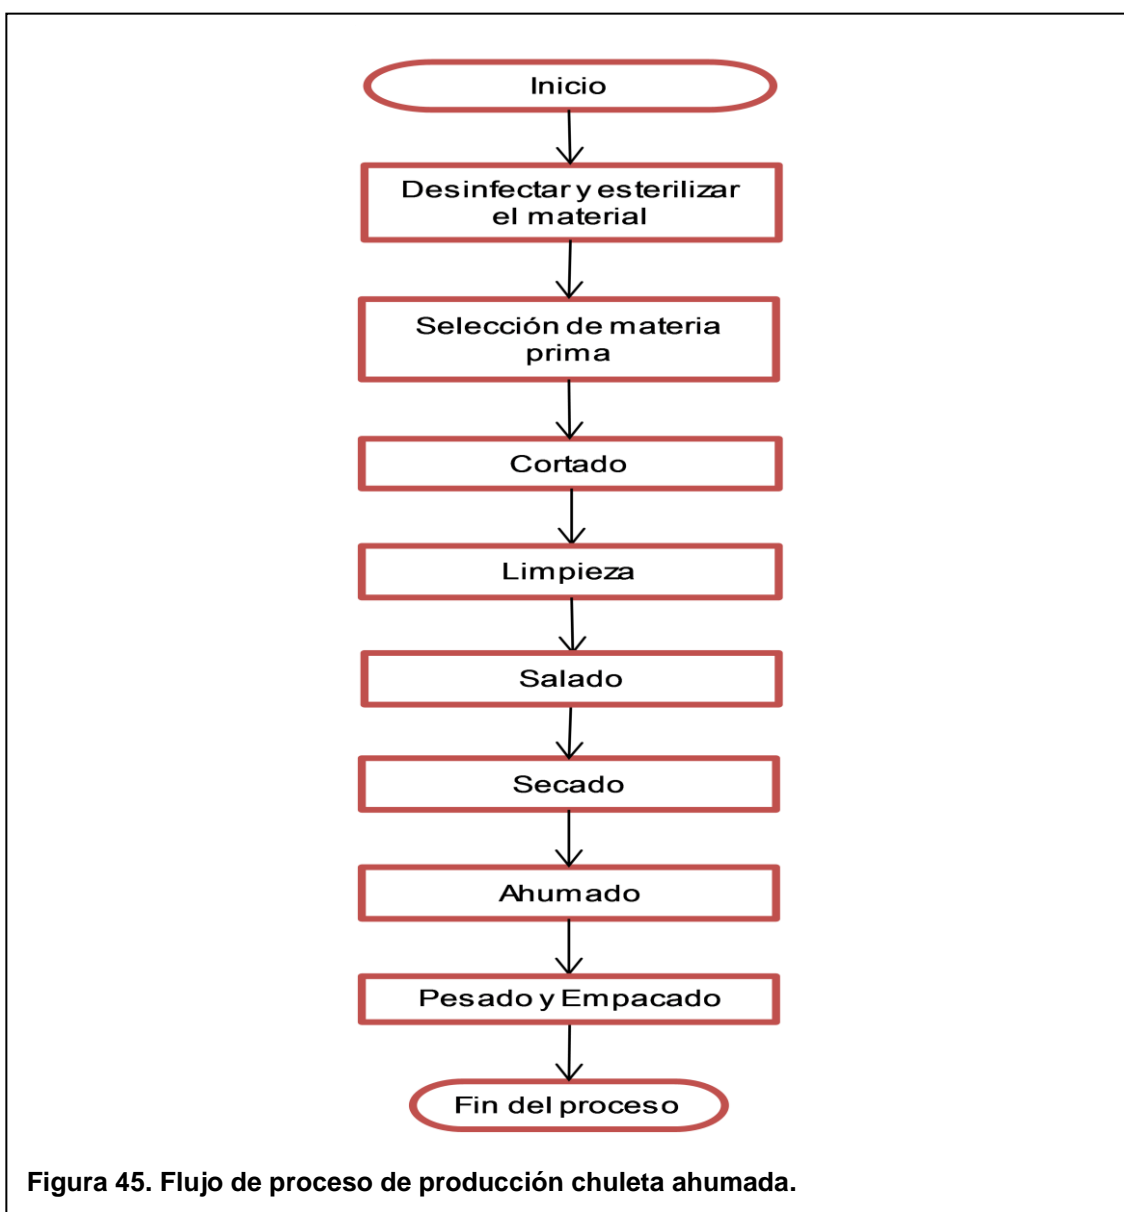 Inicio
Desinfectar y esterilizar
el material
Selección de materia
prima
Cortado
Limpieza
Salado
Secado
Ahumado
Pesado y Empacado
Fin del proceso
Figura 45. Flujo de proceso de producción chuleta ahumada.